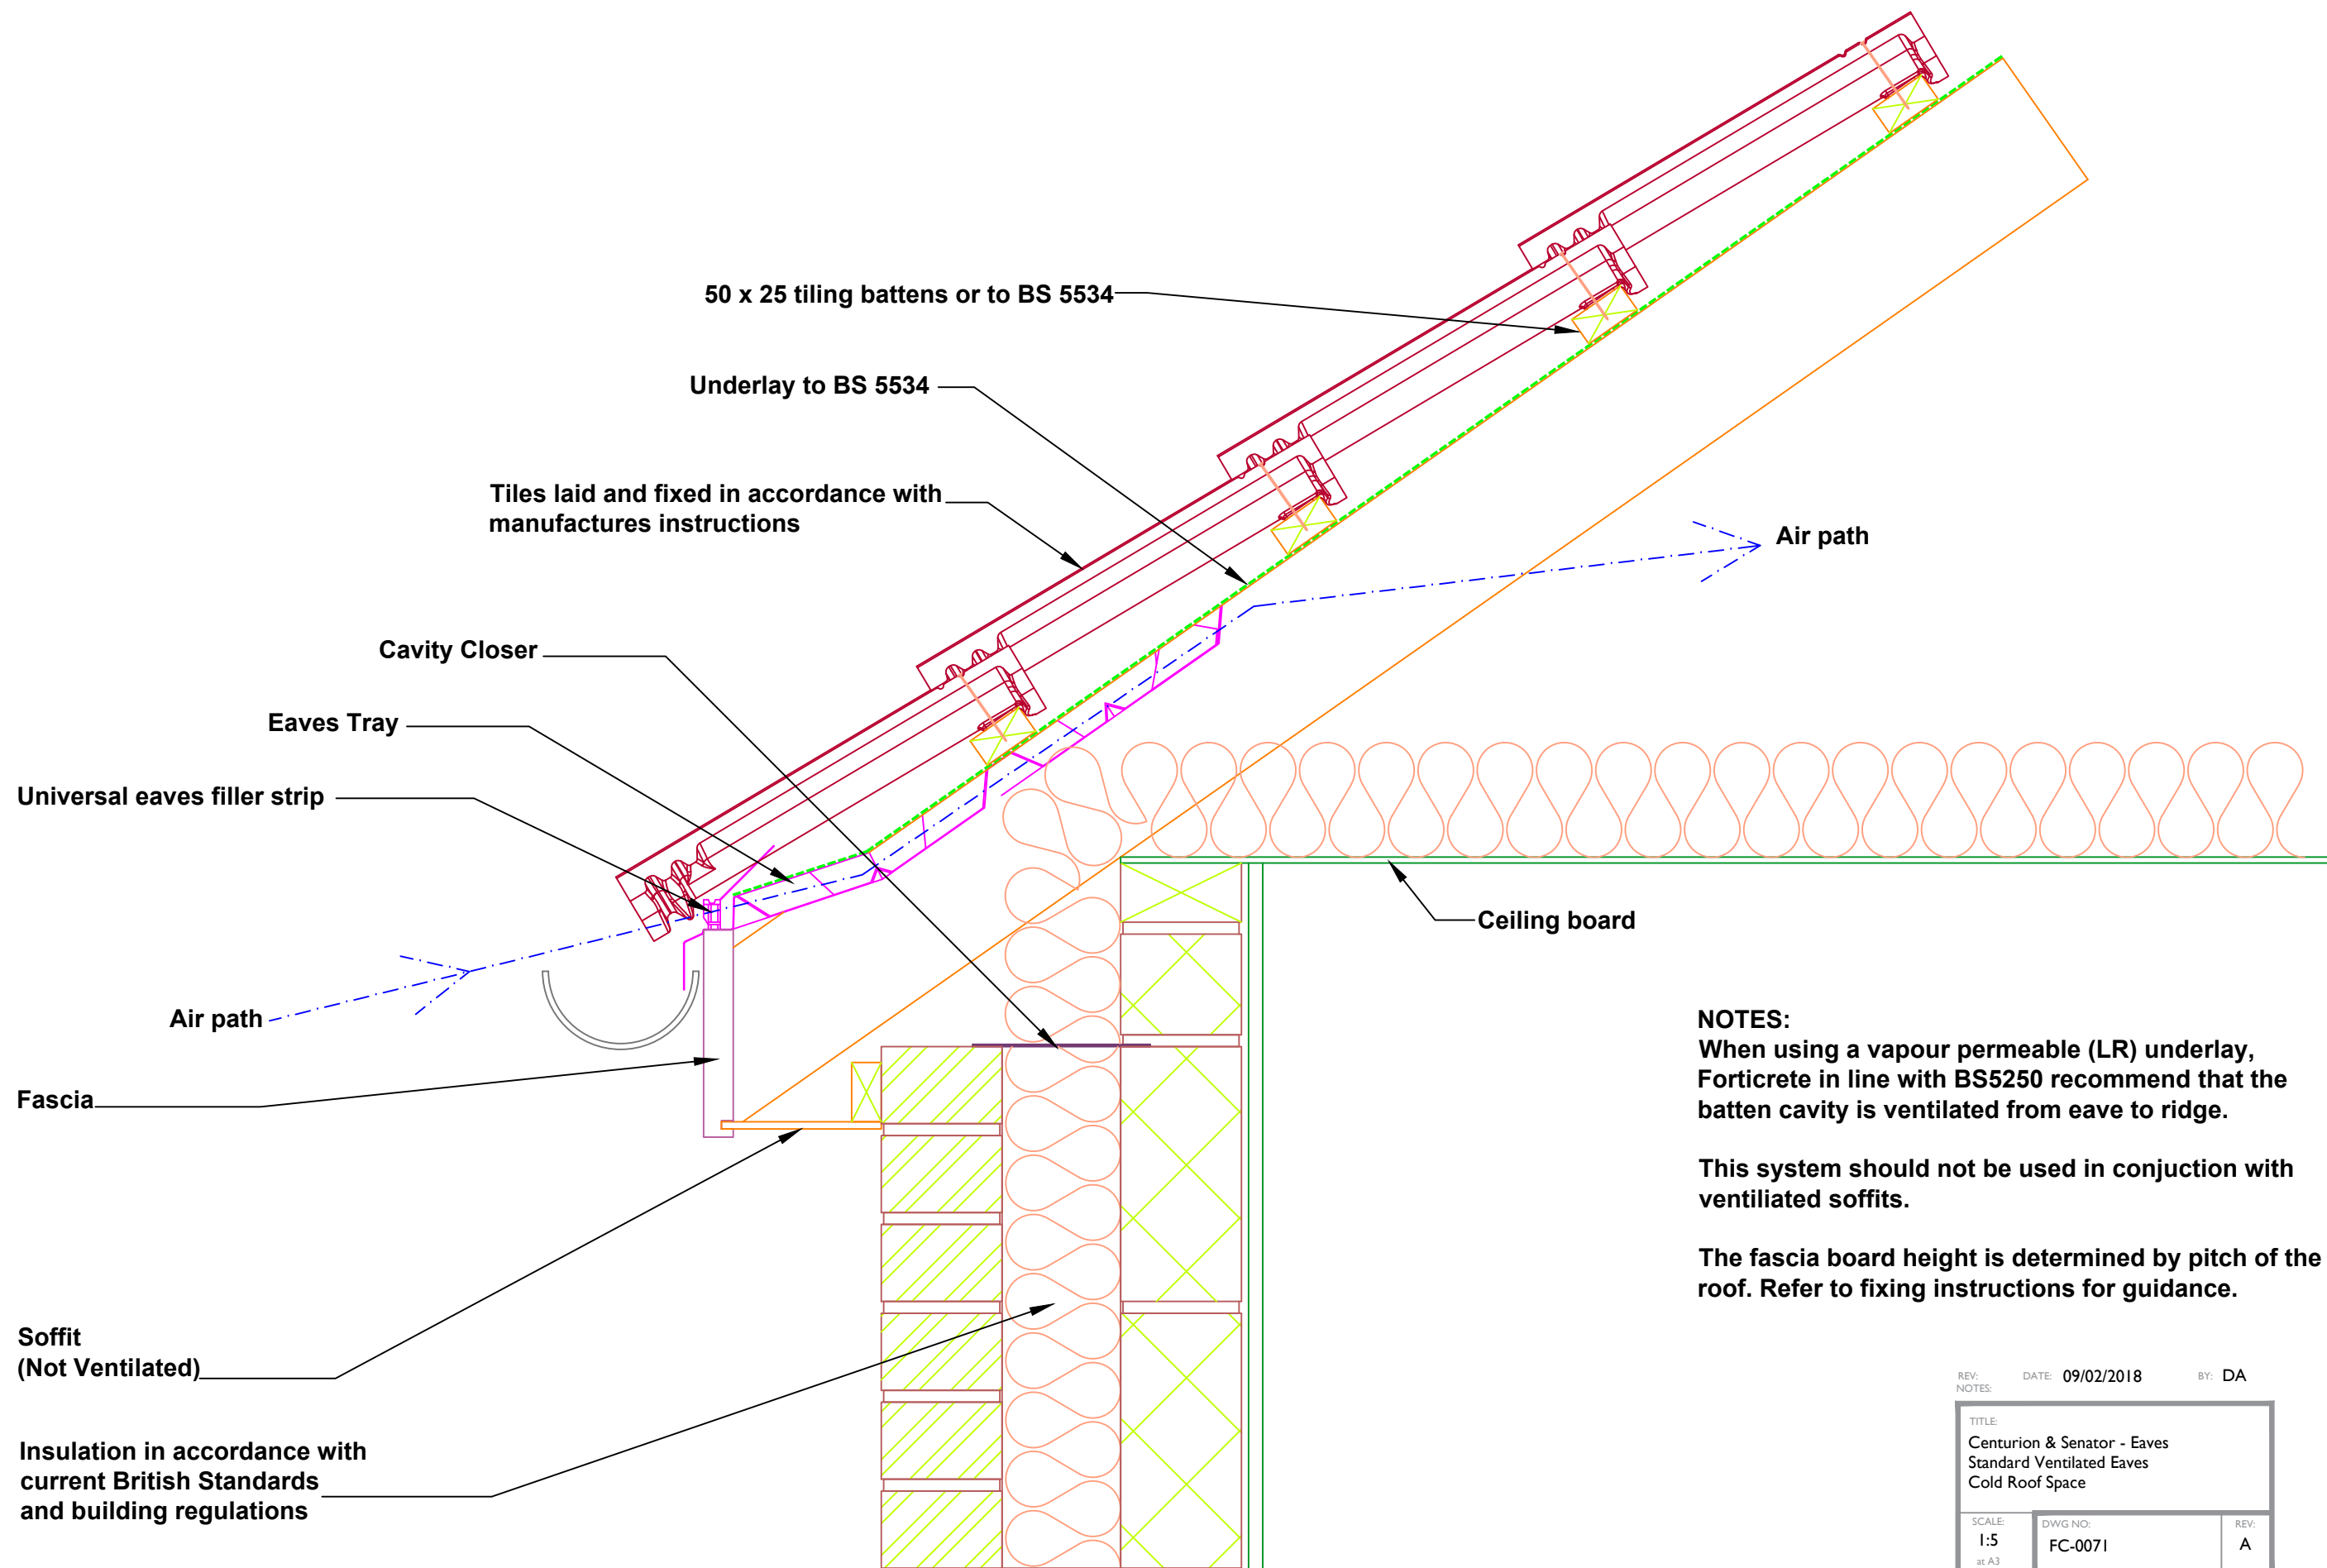 50 x 25 tiling battens or to BS 5534
Underlay to BS 5534
Tiles laid and fixed in accordance with
manufactures instructions
Air path
Cavity Closer
Eaves Tray
Universal eaves filler strip
Ceiling board
Air path
Fascia
Soffit
(Not Ventilated)
Insulation in accordance with
current British Standards
and building regulations
NOTES:
When using a vapour permeable (LR) underlay,
Forticrete in line with BS5250 recommend that the
batten cavity is ventilated from eave to ridge.
This system should not be used in conjuction with
ventiliated soffits.
The fascia board height is determined by pitch of the
roof. Refer to fixing instructions for guidance.
REV: DATE: 09/02/2018 BY: DA
NOTES:
TITLE:
Centurion & Senator - Eaves
Standard Ventilated Eaves
Cold Roof Space
SCALE: DWG NO: REV:
1:5 FC-0071 A
at A3